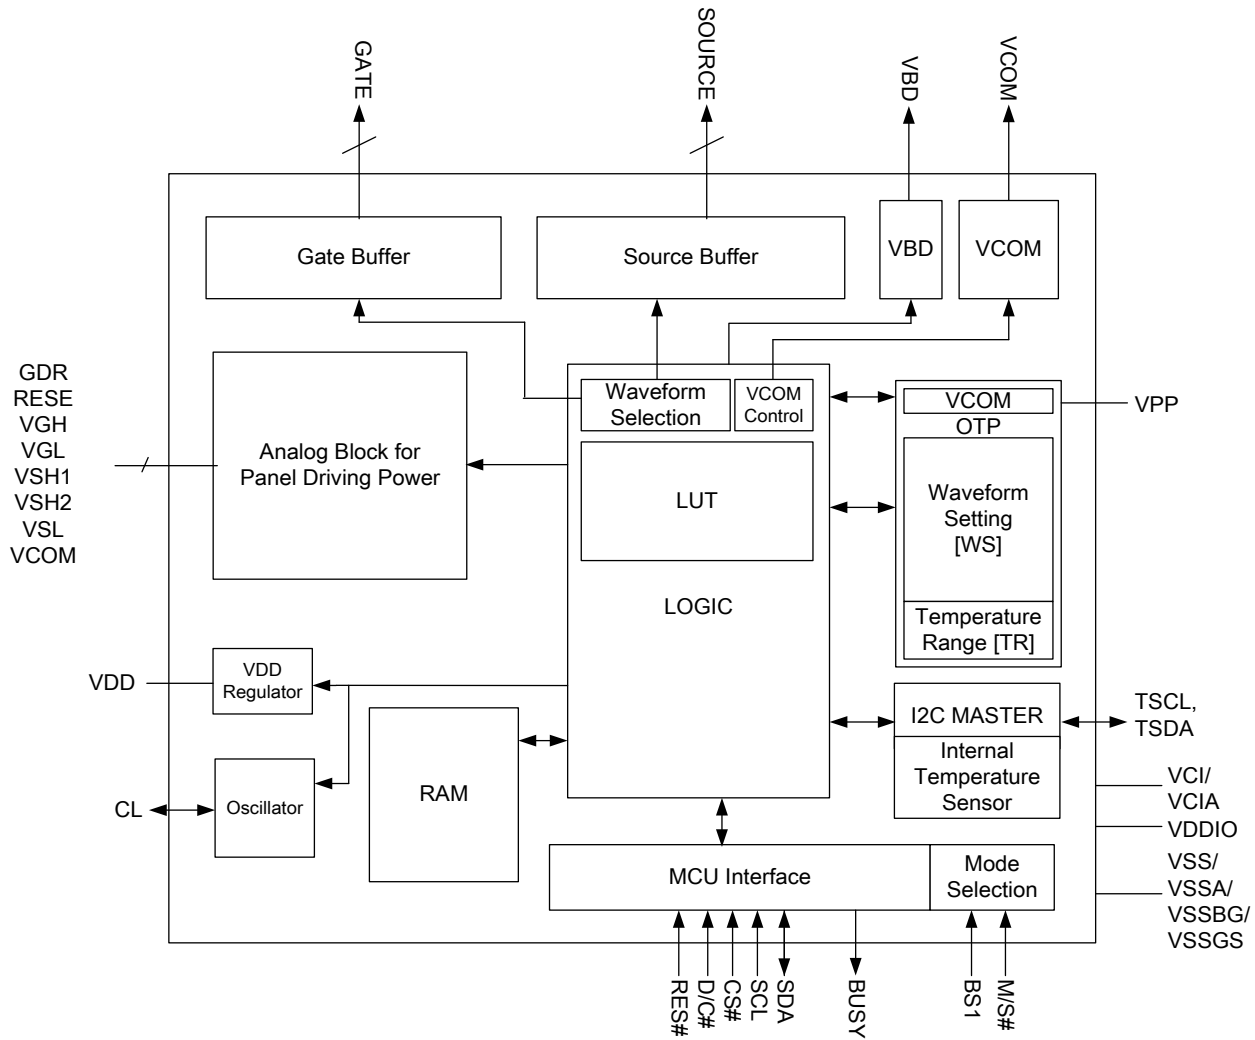 GATE
SOURCE
VBD
VCOM
Gate Buffer
Source Buffer
VBD
VCOM
GDR
RESE
VGH
VGL
VSH1
VSH2
VSL
VCOM
Analog Block for
Panel Driving Power
Waveform
Selection
VCOM
Control
LUT
LOGIC
VCOM
OTP
Waveform
Setting
[WS]
Temperature
Range [TR]
VPP
VDD
VDD
Regulator
CL
Oscillator
RAM
I2C MASTER
Internal
Temperature
Sensor
TSCL,
TSDA
VCI/
VCIA
VDDIO
VSS/
VSSA/
VSSBG/
VSSGS
MCU Interface
Mode
Selection
RES#
D/C#
CS#
SCL
SDA
BUSY
BS1
M/S#